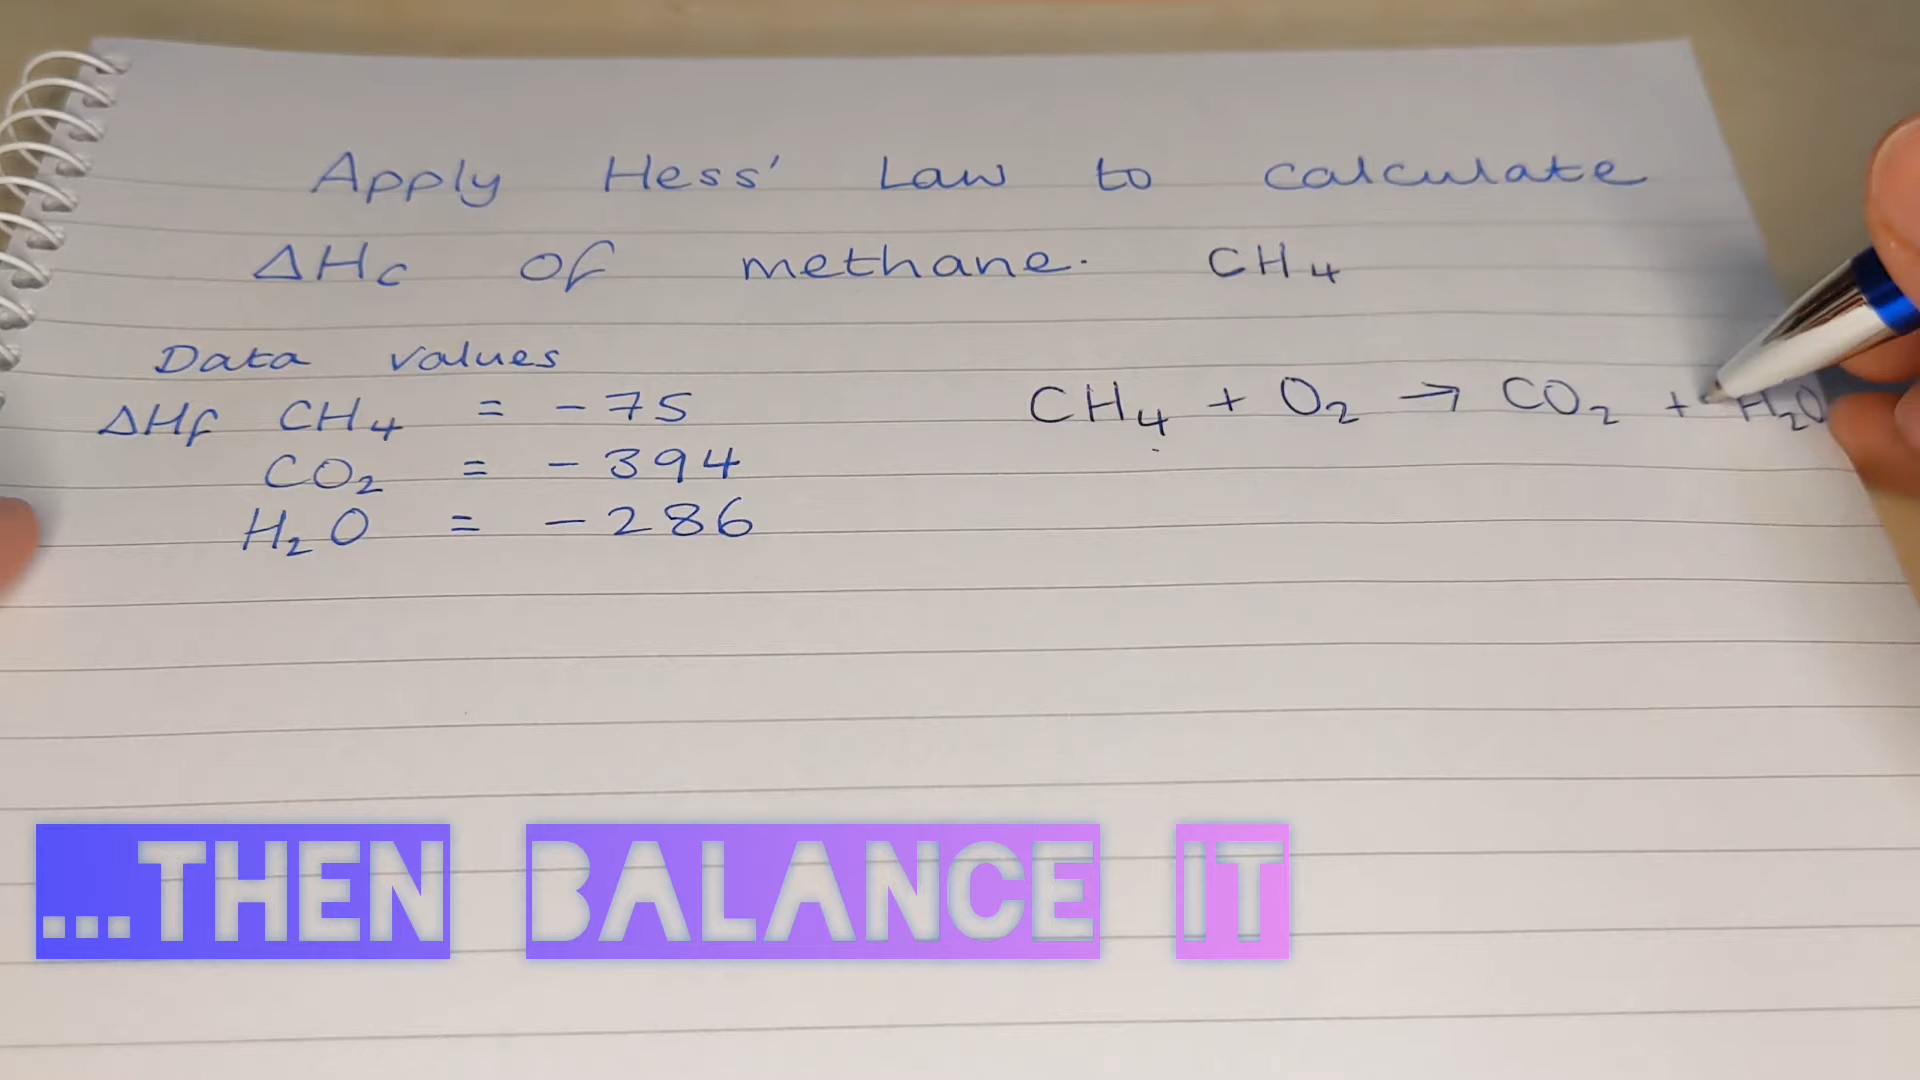 Apply Hess' Law to calculate
ΔHc of methane. CH4
Data values
ΔHf CH4 = -75
CH4 + O2 → CO2 + H2O
CO2 = -394
H2O = -286
...THEN BALANCE IT